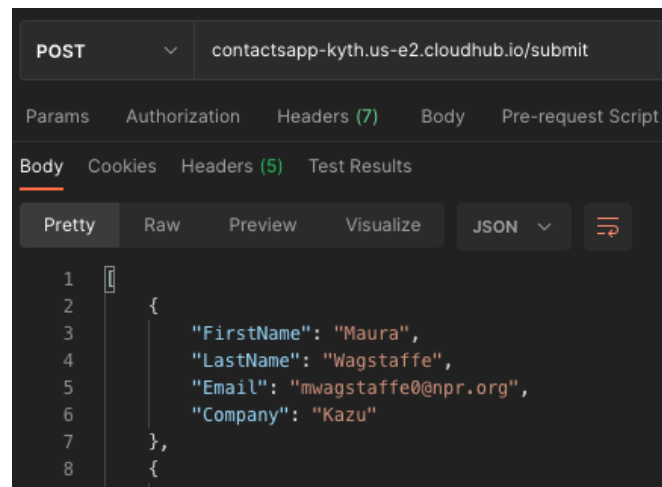 POST contactsapp-kyth.us-e2.cloudhub.io/submit
Params Authorization Headers (7) Body Pre-request Script
Body Cookies Headers (5) Test Results
Pretty Raw Preview Visualize JSON
1 [
2 {
3 "FirstName": "Maura",
4 "LastName": "Wagstaffe",
5 "Email": "mwagstaffe0@npr.org",
6 "Company": "Kazu"
7 },
8 {